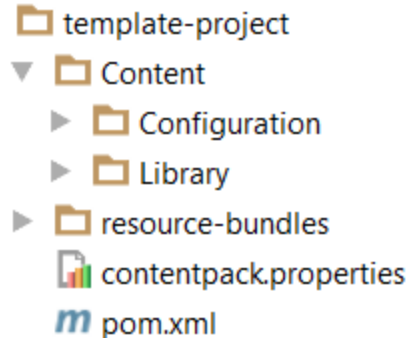 template-project
Content
Configuration
Library
resource-bundles
contentpack.properties
m pom.xml